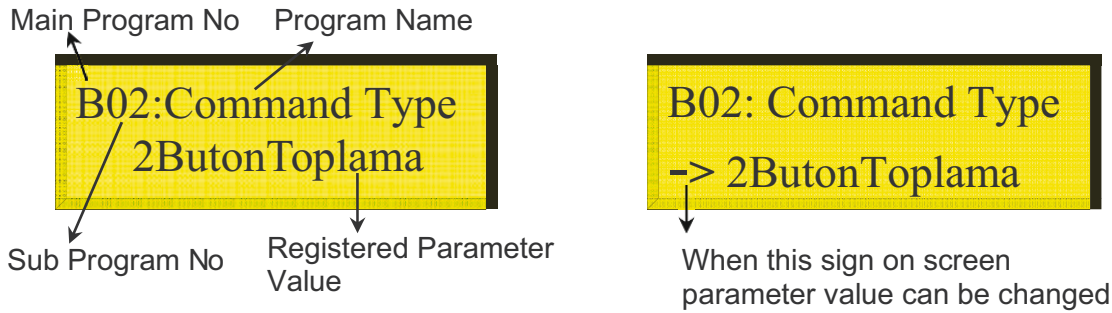 Main Program No
Program Name
B02:Command Type
2ButonToplama
Sub Program No
Registered Parameter
Value
B02: Command Type
-> 2ButonToplama
When this sign on screen
parameter value can be changed